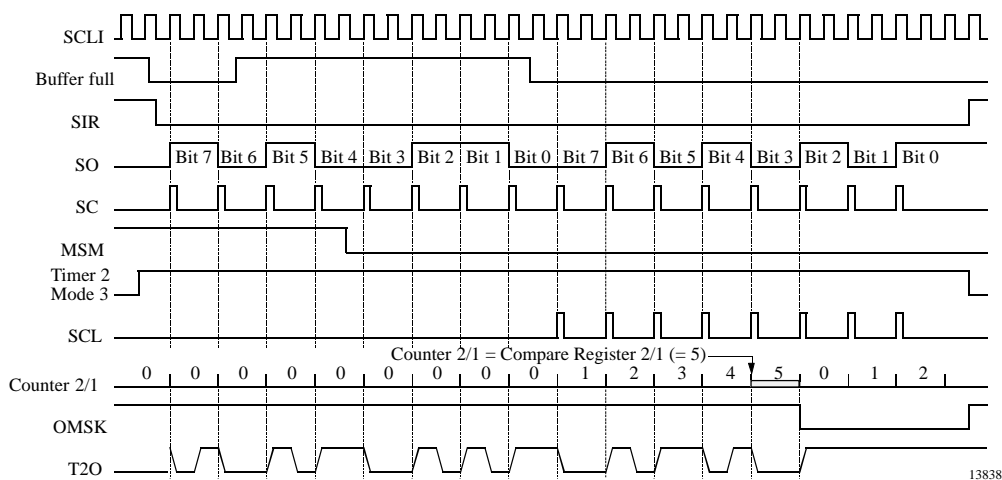 SCLI
Buffer full
SIR
SO
Bit 7 Bit 6 Bit 5 Bit 4 Bit 3 Bit 2 Bit 1 Bit 0 Bit 7 Bit 6 Bit 5 Bit 4 Bit 3 Bit 2 Bit 1 Bit 0
SC
MSM
Timer 2
Mode 3
SCL
Counter 2/1 = Compare Register 2/1 (= 5)
Counter 2/1
0 0 0 0 0 0 0 0 0 1 2 3 4 5 0 1 2
OMSK
T2O
13838